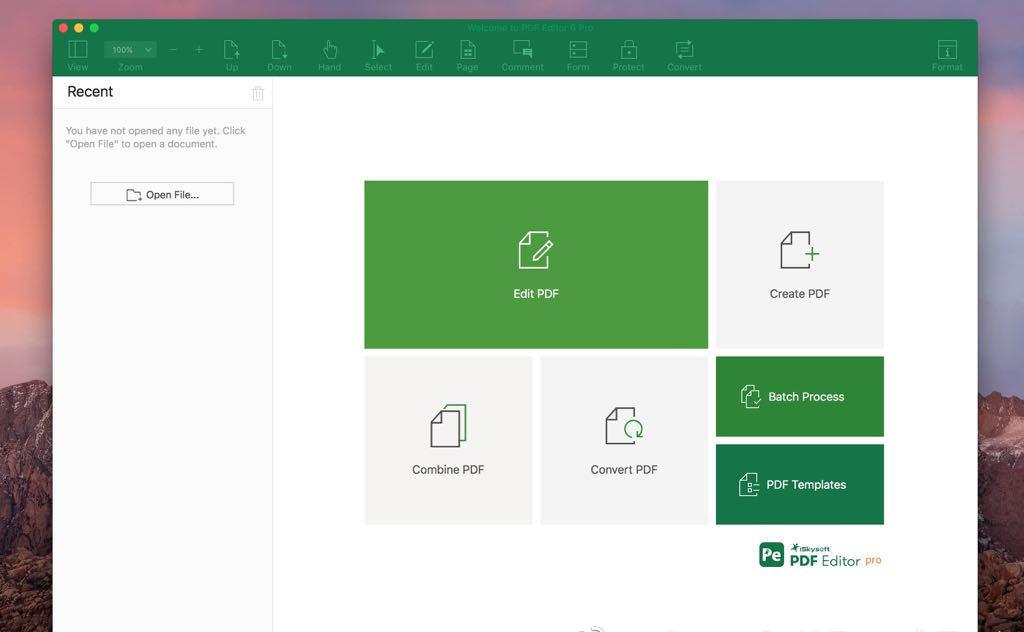 Welcome to PDF Editor 6 Pro
100%
View
Zoom
Up
Down
Hand
Select
Edit
Page
Comment
Form
Protect
Convert
Format
Recent
You have not opened any file yet. Click
"Open File" to open a document.
Open File...
Edit PDF
Create PDF
Combine PDF
Convert PDF
Batch Process
PDF Templates
Pe
iSkysoft
PDF Editor pro